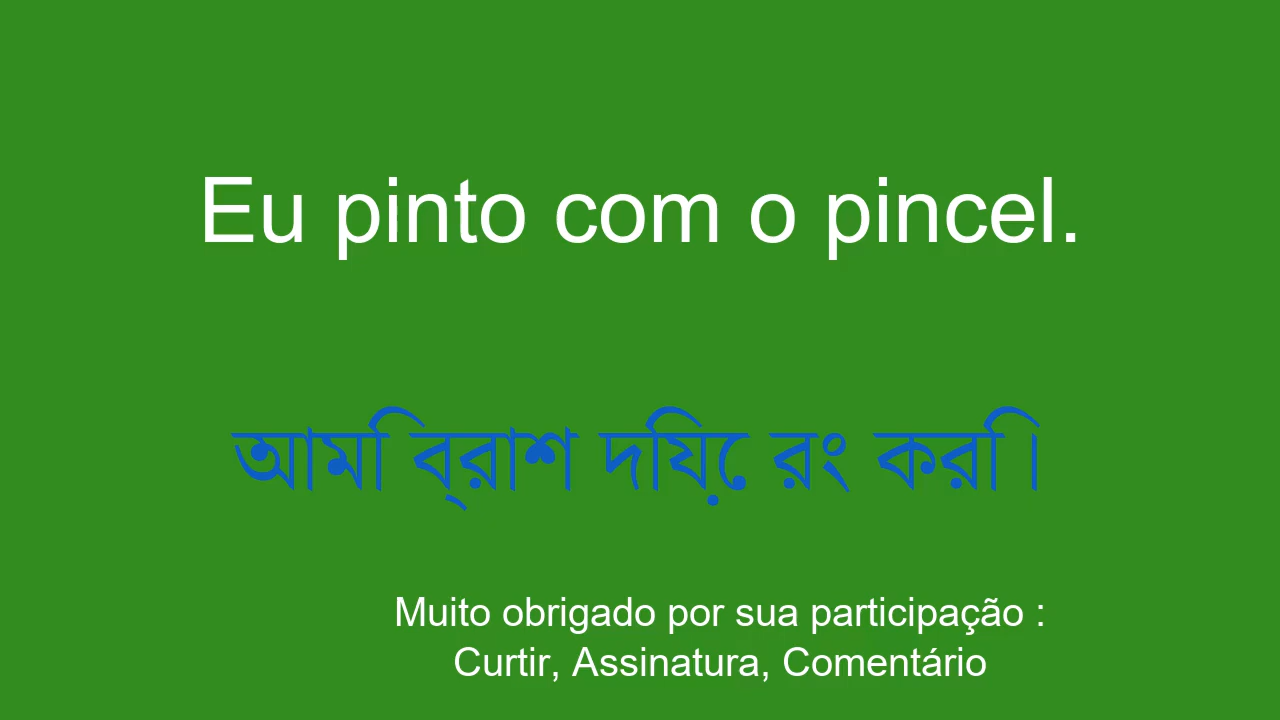 Eu pinto com o pincel.
আমি ব্রাশ দিয়ে রং করি।
Muito obrigado por sua participação :
Curtir, Assinatura, Comentário